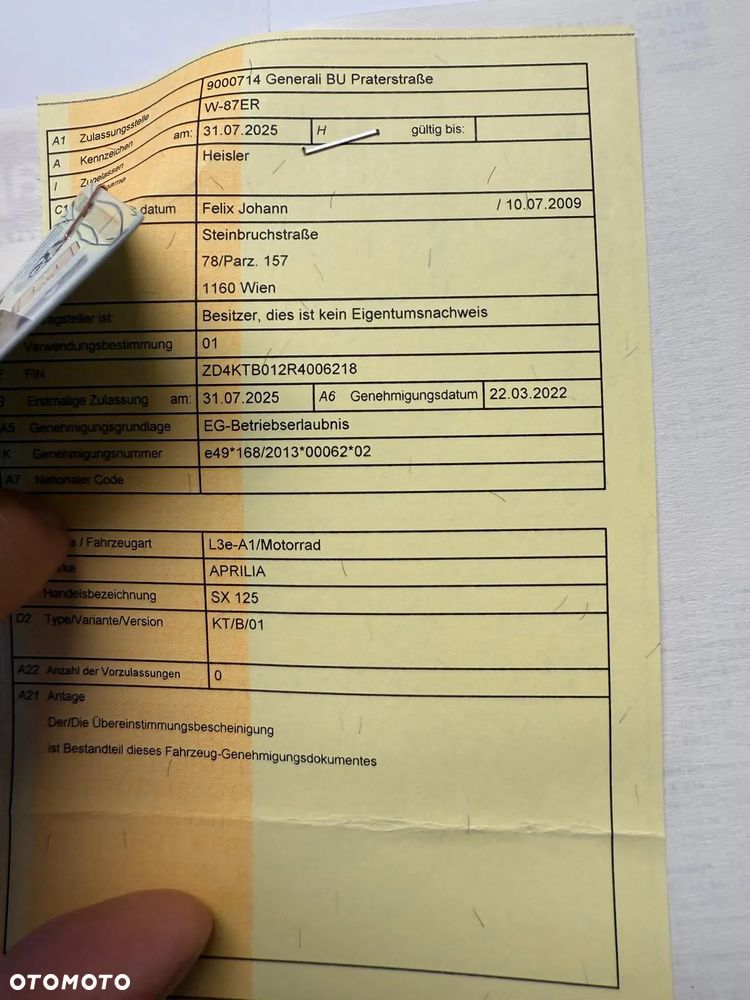 A1 Zulassungsstelle 9000714 Generali BU Praterstraße
A Kennzeichen W-87ER
I Zugelassen am: 31.07.2025 H gültig bis:
C1 Heisler
datum Felix Johann / 10.07.2009
Steinbruchstraße
78/Parz. 157
1160 Wien
ragsteller ist: Besitzer, dies ist kein Eigentumsnachweis
Verwendungsbestimmung 01
E FIN ZD4KTB012R4006218
B Erstmalige Zulassung am: 31.07.2025 A6 Genehmigungsdatum 22.03.2022
A5 Genehmigungsgrundlage EG-Betriebserlaubnis
K Genehmigungsnummer e49*168/2013*00062*02
A7 Nationaler Code
/ Fahrzeugart L3e-A1/Motorrad
rke APRILIA
Handelsbezeichnung SX 125
D2 Type/Variante/Version KT/B/01
A22 Anzahl der Vorzulassungen 0
A21 Anlage
Der/Die Übereinstimmungsbescheinigung
ist Bestandteil dieses Fahrzeug-Genehmigungsdokumentes
OTOMOTO